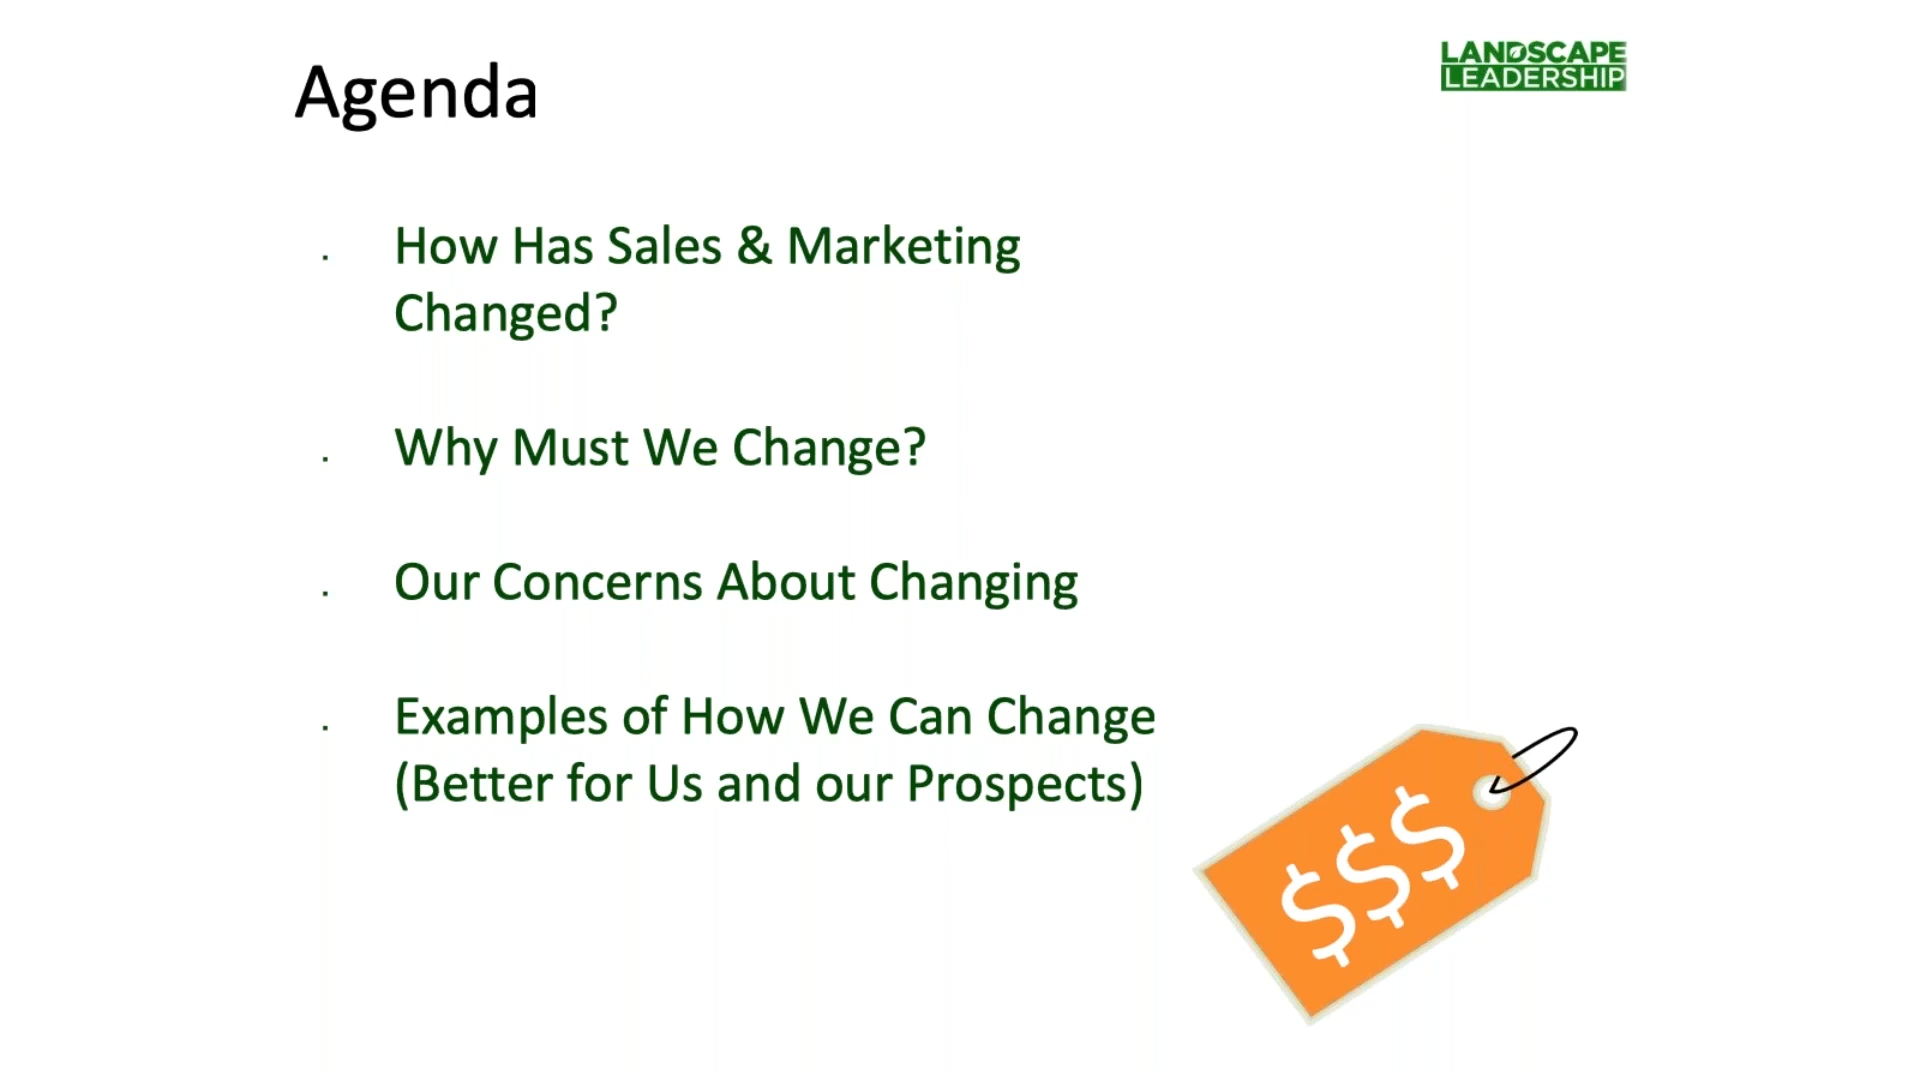 Agenda
LANDSCAPE
LEADERSHIP
How Has Sales & Marketing
Changed?
Why Must We Change?
Our Concerns About Changing
Examples of How We Can Change
(Better for Us and our Prospects)
$$$